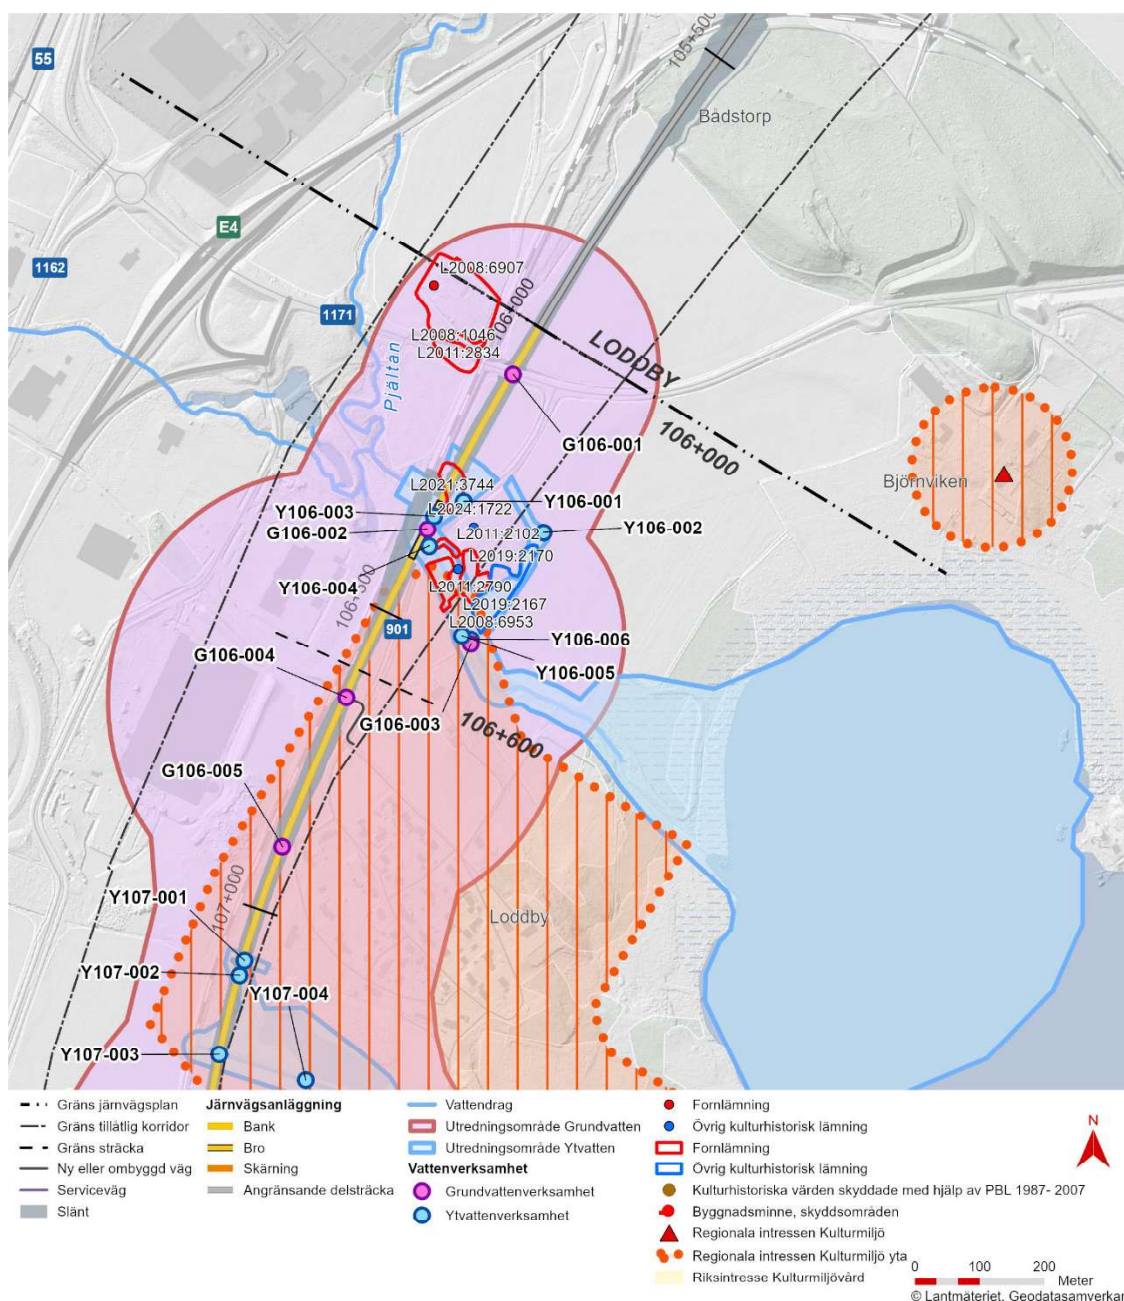 55
105+500
Bådstorp
E4
1162
L2008:6907
1171
106+000
L2008:1046
L2011:2834
LODDBY
Pjältán
106+000
G106-001
Björnviken
L2021:3744
Y106-001
Y106-003
L2024:1722
Y106-002
G106-002
L2011:2102
L2019:2170
Y106-004
L2011:2790
106+500
L2019:2167
L2008:6953
901
Y106-006
G106-004
Y106-005
G106-003
106+600
G106-005
Y107-001
107+000
Loddby
Y107-002
Y107-004
Y107-003
Gräns järnvägsplan
Gräns tillåtlig korridor
Gräns sträcka
Ny eller ombyggd väg
Serviceväg
Slänt
Järnvägsanläggning
Bank
Bro
Skärning
Angränsande delsträcka
Vattendrag
Utredningsområde Grundvatten
Utredningsområde Ytvatten
Vattenverksamhet
Grundvattenverksamhet
Ytvattenverksamhet
Fornlämning
Övrig kulturhistorisk lämning
Fornlämning
Övrig kulturhistorisk lämning
Kulturhistoriska värden skyddade med hjälp av PBL 1987- 2007
Byggnadsminne, skyddsområden
Regionala intressen Kulturmiljö
Regionala intressen Kulturmiljö yta
Riksintresse Kulturmiljövård
N
0 100 200
Meter
© Lantmäteriet, Geodatasamverkan